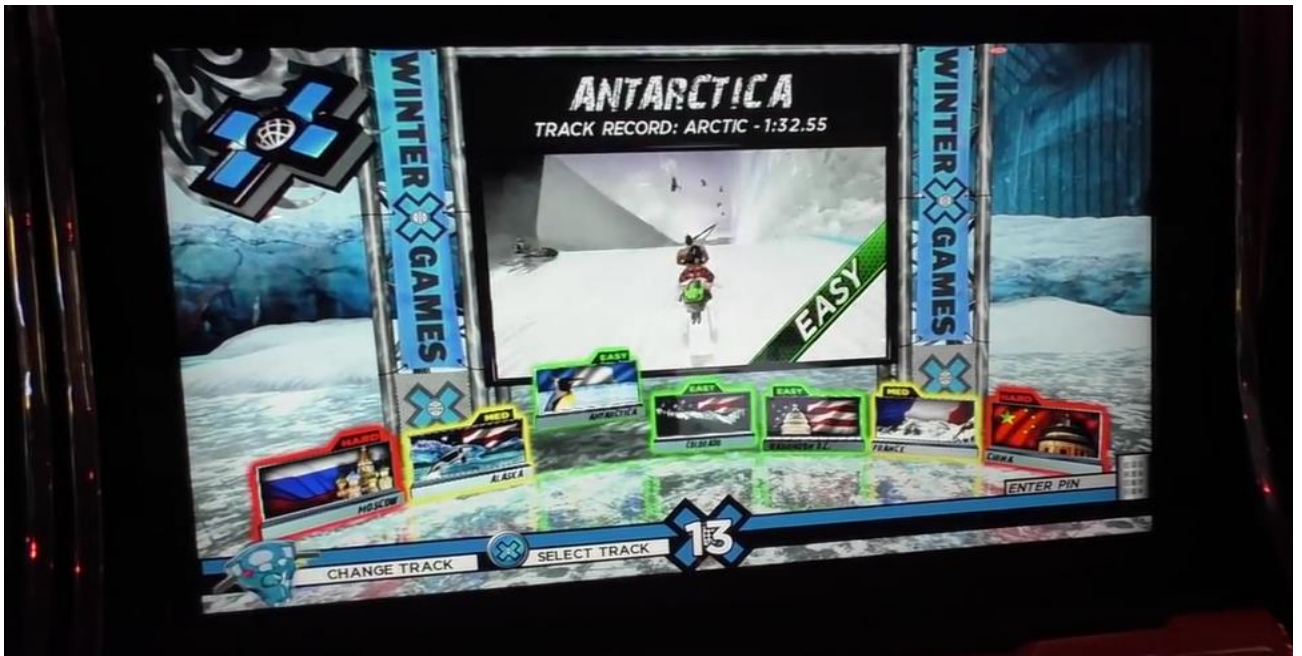 ANTARCTICA
TRACK RECORD: ARCTIC - 1:32.55
WINTER X GAMES
WINTER X GAMES
EASY
HARD
MOSCOW
MED
ALASKA
EASY
ANTARCTICA
EASY
COLORADO
EASY
WASHINGTON D.C.
MED
FRANCE
HARD
CHINA
ENTER PIN
CHANGE TRACK
SELECT TRACK
13